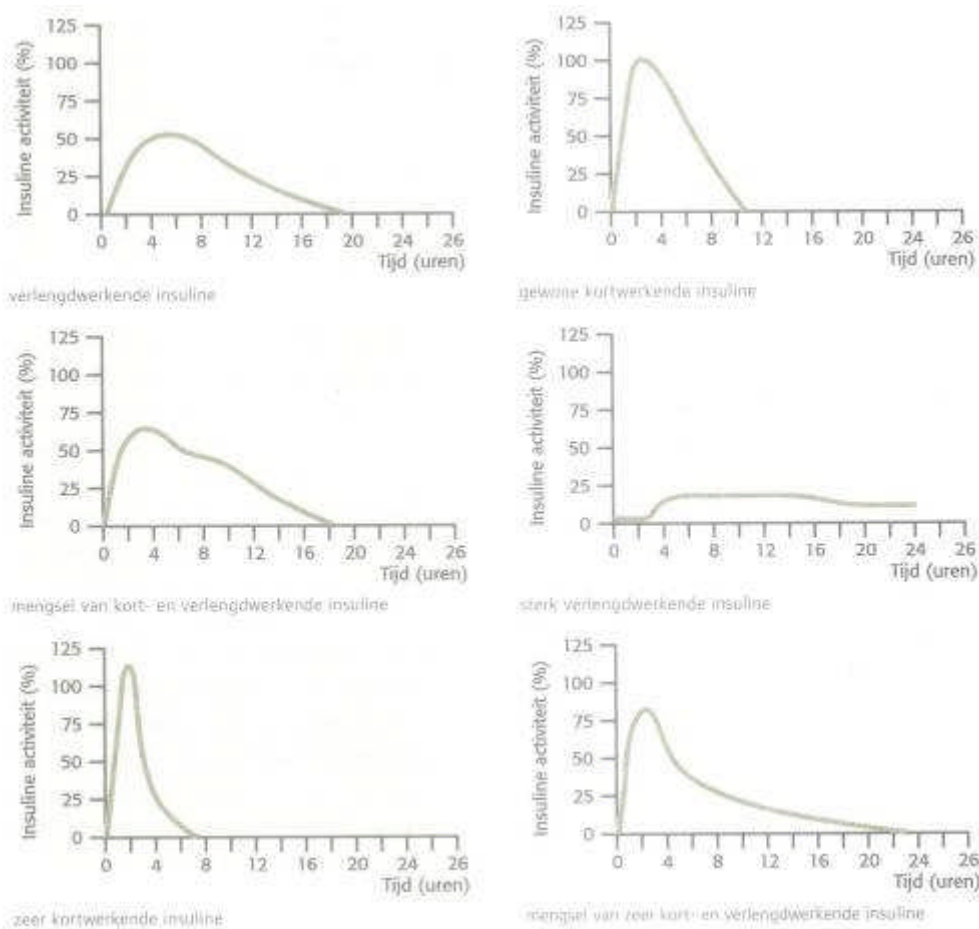 125
100
75
50
25
0
Insuline activiteit (%)
0 4 8 12 16 20 24 26
Tijd (uren)
verlengdwerkende insuline
125
100
75
50
25
0
Insuline activiteit (%)
0 4 8 12 16 20 24 26
Tijd (uren)
gewone kortwerkende insuline
125
100
75
50
25
0
Insuline activiteit (%)
0 4 8 12 16 20 24 26
Tijd (uren)
mengsel van kort- en verlengdwerkende insuline
125
100
75
50
25
0
Insuline activiteit (%)
0 4 8 12 16 20 24 26
Tijd (uren)
sterk verlengdwerkende insuline
125
100
75
50
25
0
Insuline activiteit (%)
0 4 8 12 16 20 24 26
Tijd (uren)
zeer kortwerkende insuline
125
100
75
50
25
0
Insuline activiteit (%)
0 4 8 12 16 20 24 26
Tijd (uren)
mengsel van zeer kort- en verlengdwerkende insuline